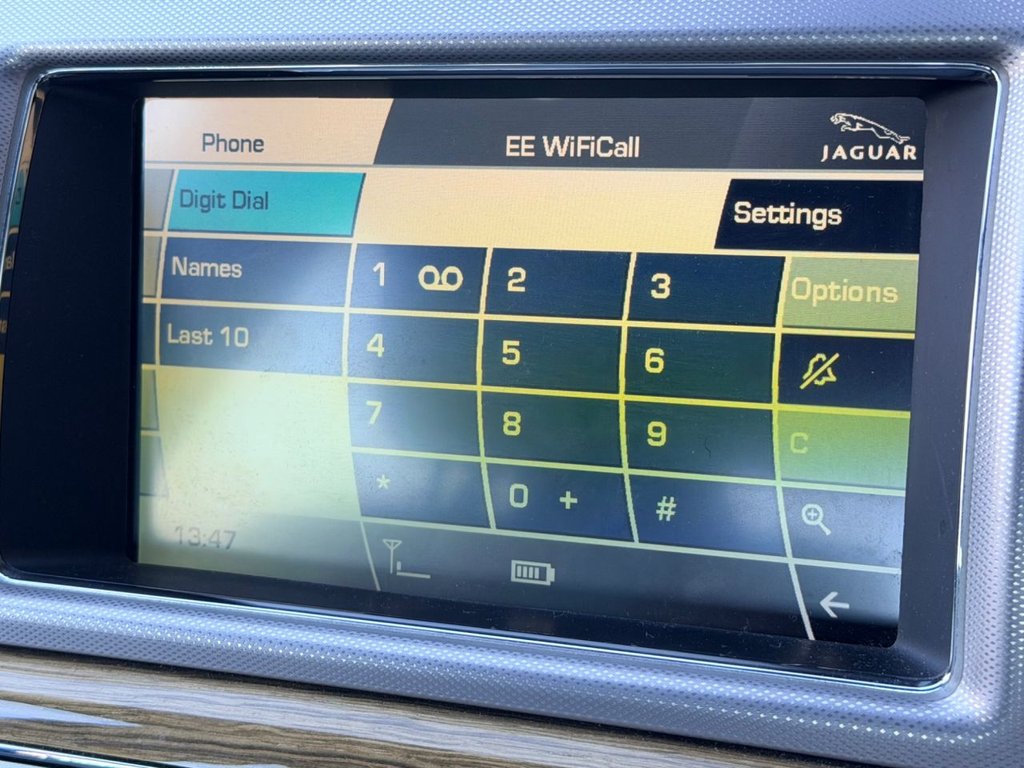 Phone
EE WiFiCall
JAGUAR
Digit Dial
Settings
Names
1
2
3
Options
Last 10
4
5
6
7
8
9
C
*
0 +
#
13:47